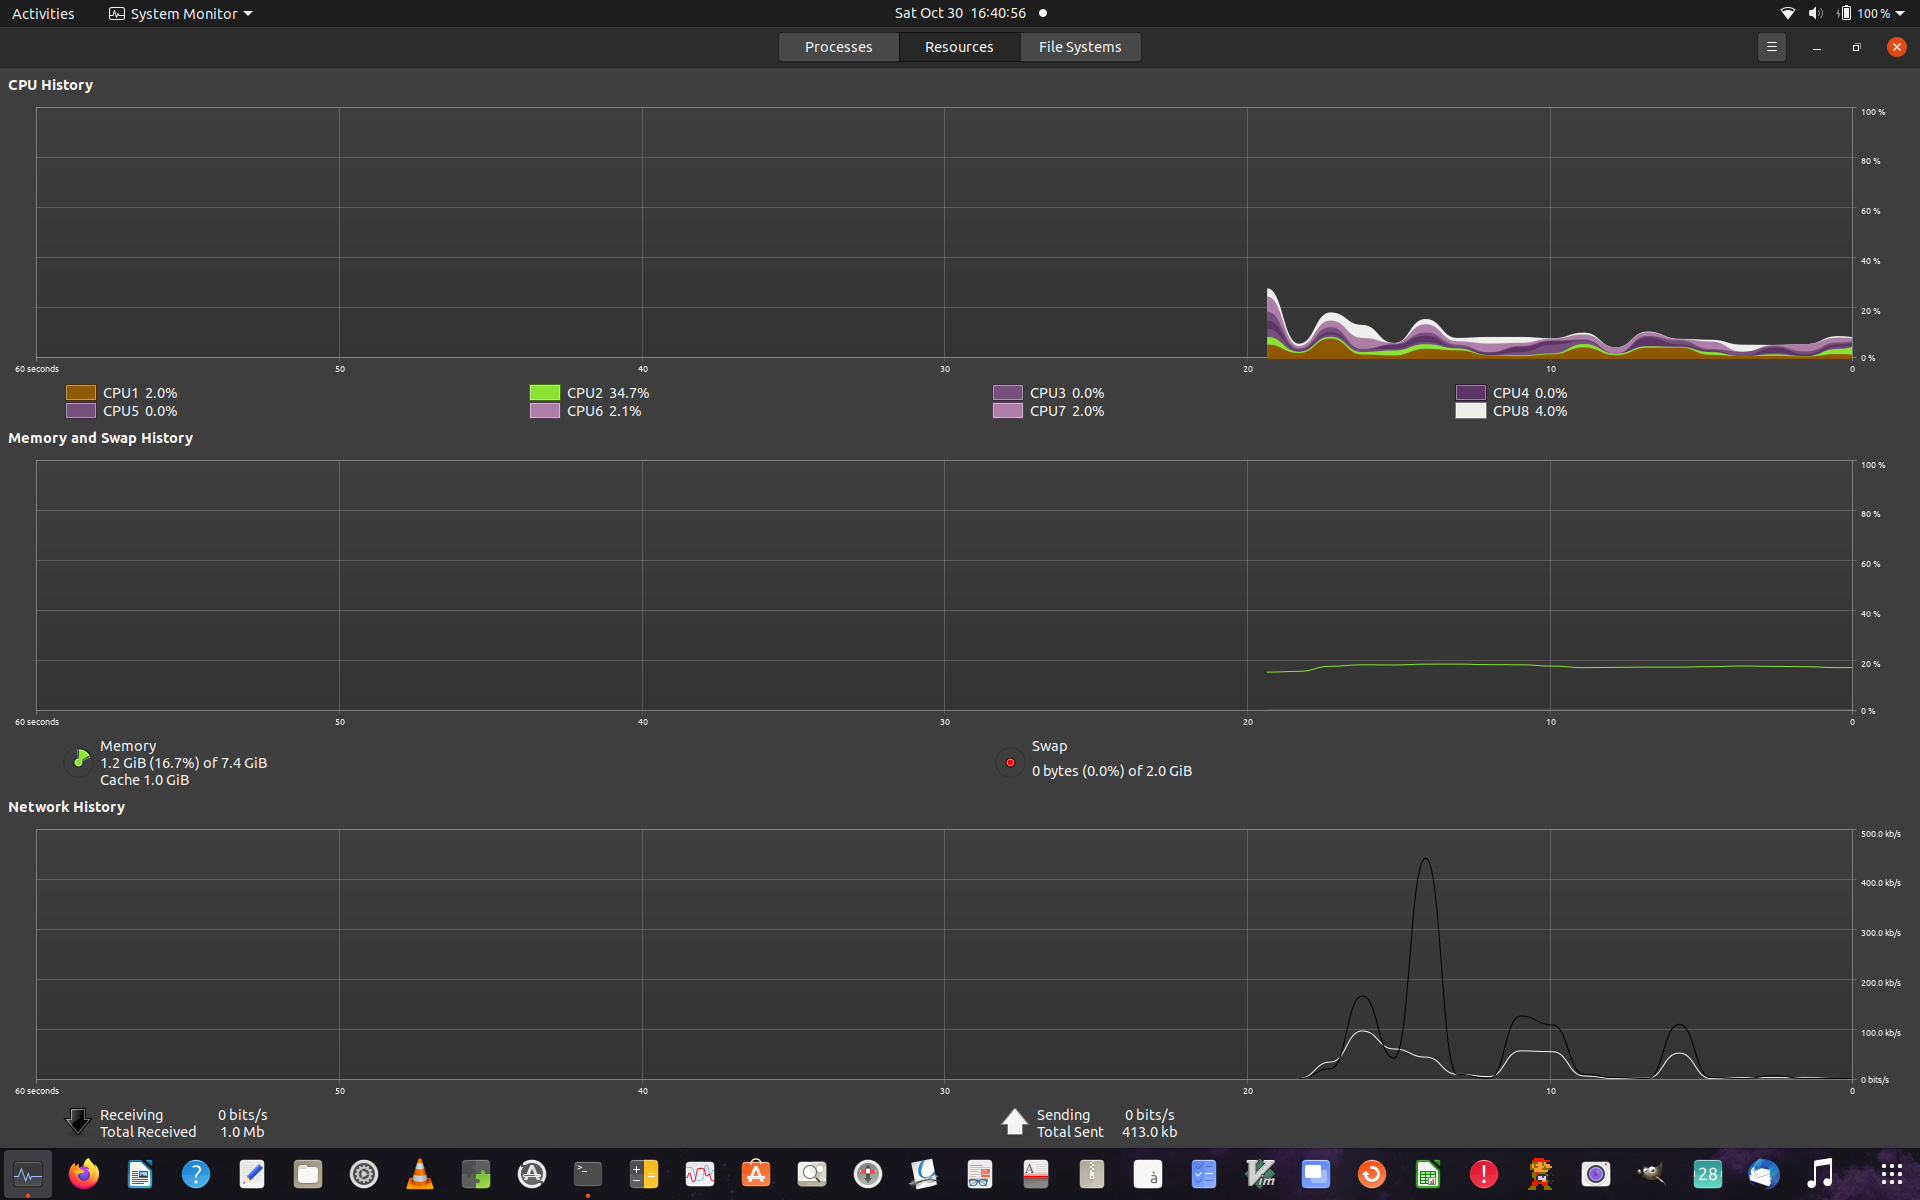 Activities System Monitor Sat Oct 30 16:40:56 100 %
Processes Resources File Systems
CPU History
100 %
80 %
60 %
40 %
20 %
0 %
60 seconds 50 40 30 20 10 0
CPU1 2.0% CPU2 34.7% CPU3 0.0% CPU4 0.0%
CPU5 0.0% CPU6 2.1% CPU7 2.0% CPU8 4.0%
Memory and Swap History
100 %
80 %
60 %
40 %
20 %
0 %
60 seconds 50 40 30 20 10 0
Memory
1.2 GiB (16.7%) of 7.4 GiB
Cache 1.0 GiB
Swap
0 bytes (0.0%) of 2.0 GiB
Network History
500.0 kb/s
400.0 kb/s
300.0 kb/s
200.0 kb/s
100.0 kb/s
0 bits/s
60 seconds 50 40 30 20 10 0
Receiving 0 bits/s
Total Received 1.0 Mb
Sending 0 bits/s
Total Sent 413.0 kb
? >_ A à Vim ! 28